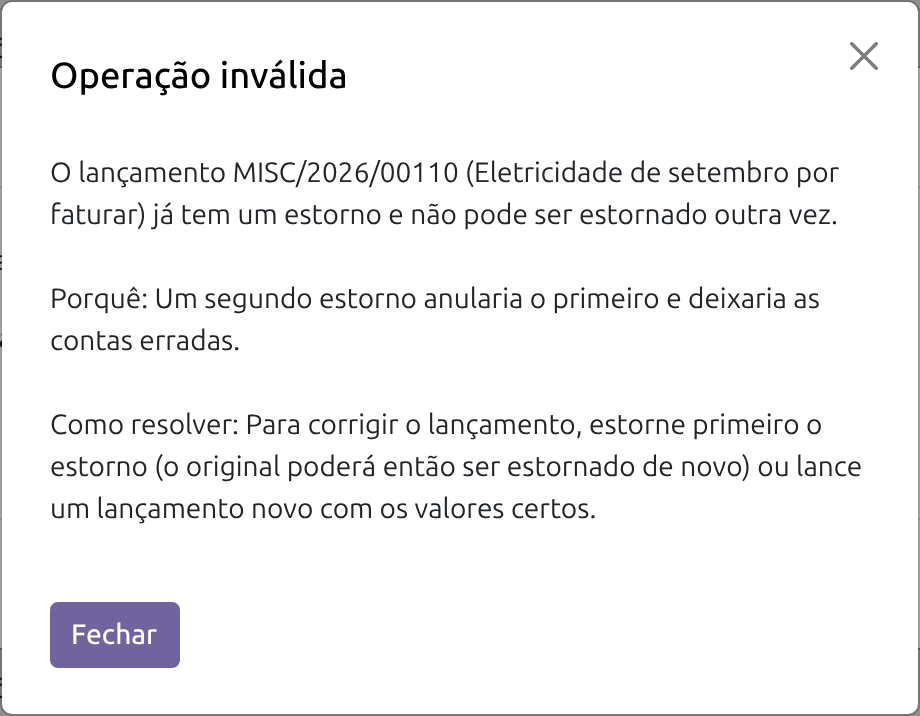 Operação inválida
O lançamento MISC/2026/00110 (Eletricidade de setembro por
faturar) já tem um estorno e não pode ser estornado outra vez.
Porquê: Um segundo estorno anularia o primeiro e deixaria as
contas erradas.
Como resolver: Para corrigir o lançamento, estorne primeiro o
estorno (o original poderá então ser estornado de novo) ou lance
um lançamento novo com os valores certos.
Fechar